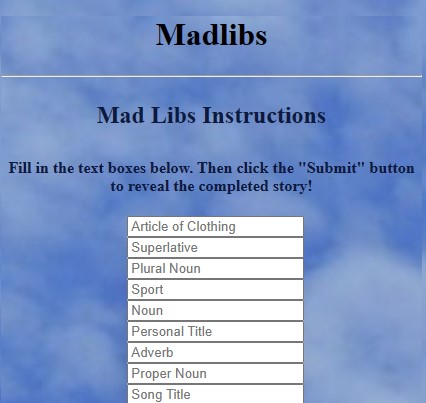 Madlibs
Mad Libs Instructions
Fill in the text boxes below. Then click the "Submit" button
to reveal the completed story!
Article of Clothing
Superlative
Plural Noun
Sport
Noun
Personal Title
Adverb
Proper Noun
Song Title